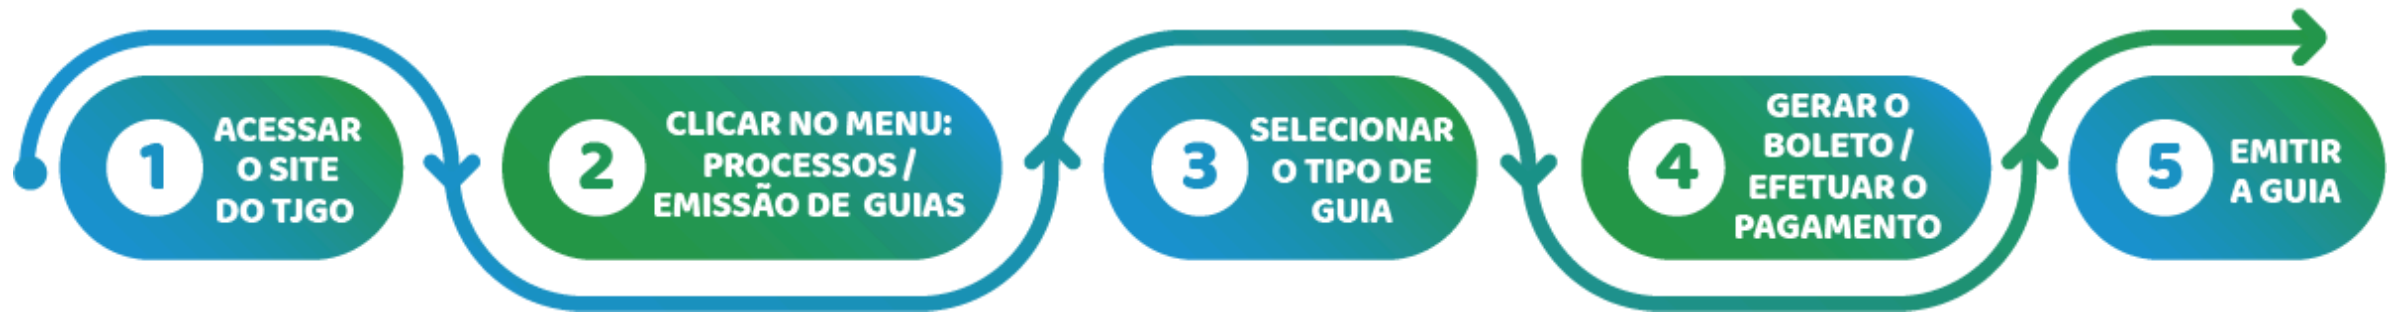 1
ACESSAR
O SITE
DO TJGO
2
CLICAR NO MENU:
PROCESSOS /
EMISSÃO DE GUIAS
3
SELECIONAR
O TIPO DE
GUIA
4
GERAR O
BOLETO /
EFETUAR O
PAGAMENTO
5
EMITIR
A GUIA